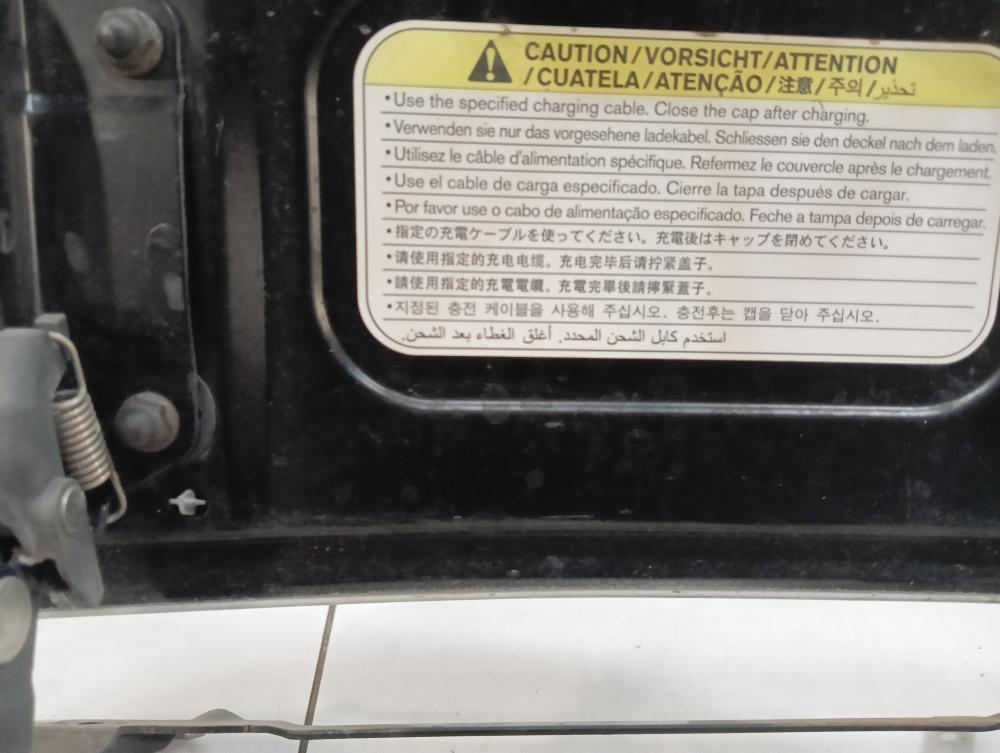 CAUTION/VORSICHT/ATTENTION
/CUATELA/ATENÇÃO/注意/주의/تحذير
•Use the specified charging cable. Close the cap after charging.
•Verwenden sie nur das vorgesehene ladekabel. Schliessen sie den deckel nach dem laden.
•Utilisez le câble d'alimentation spécifique. Refermez le couvercle après le chargement.
•Use el cable de carga especificado. Cierre la tapa después de cargar.
•Por favor use o cabo de alimentação especificado. Feche a tampa depois de carregar.
•指定の充電ケーブルを使ってください。充電後はキャップを閉めてください。
•请使用指定的充电电缆。充电完毕后请拧紧盖子。
•請使用指定的充電電纜。充電完畢後請擰緊蓋子。
•지정된 충전 케이블을 사용해 주십시오. 충전후는 캡을 닫아 주십시오.
استخدم كابل الشحن المحدد. أغلق الغطاء بعد الشحن.